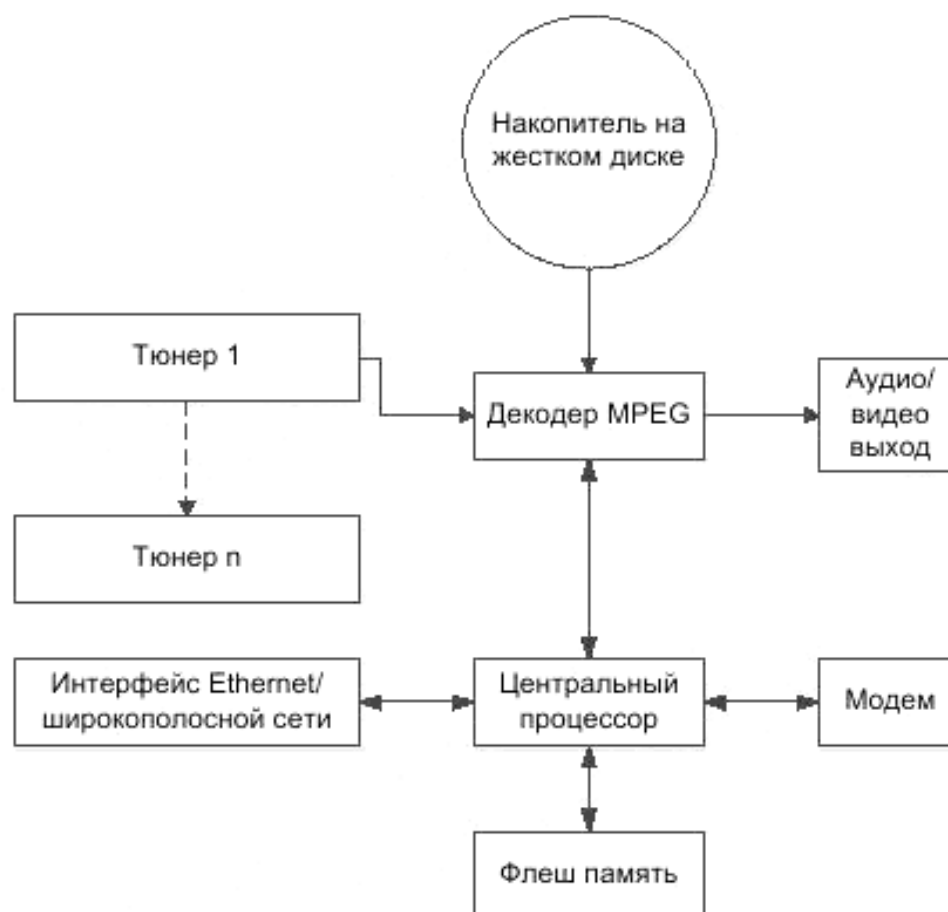 Накопитель на
жестком диске
Тюнер 1
Декодер MPEG
Аудио/
видео
выход
Тюнер n
Интерфейс Ethernet/
широкополосной сети
Центральный
процессор
Модем
Флеш память